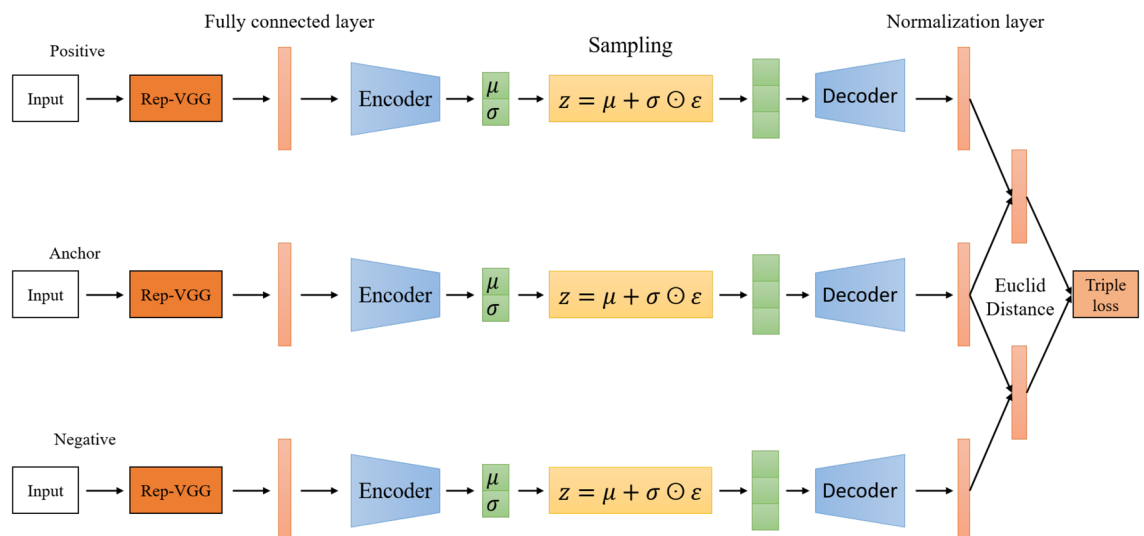 Fully connected layer
Normalization layer
Positive
Sampling
Input
Rep-VGG
Encoder
μ
σ
z = μ + σ ⊙ ε
Decoder
Anchor
Input
Rep-VGG
Encoder
μ
σ
z = μ + σ ⊙ ε
Decoder
Euclid
Distance
Triple
loss
Negative
Input
Rep-VGG
Encoder
μ
σ
z = μ + σ ⊙ ε
Decoder